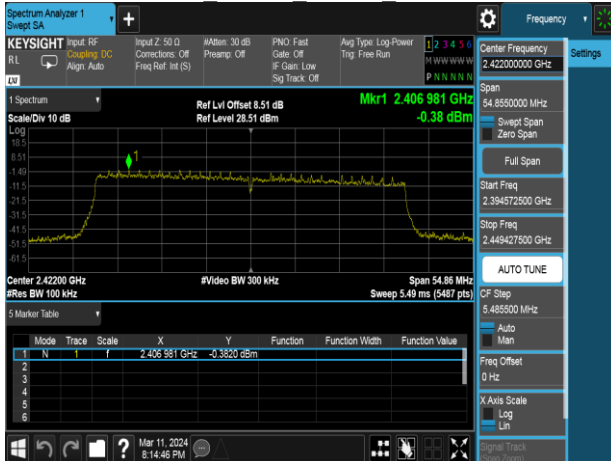 Spectrum Analyzer 1
Swept SA
Frequency
KEYSIGHT
RL
Input: RF
Coupling: DC
Align: Auto
Input Z: 50 Ω
Corrections: Off
Freq Ref: Int (S)
#Atten: 30 dB
Preamp: Off
PNO: Fast
Gate: Off
IF Gain: Low
Sig Track: Off
Avg Type: Log-Power
Trig: Free Run
1 2 3 4 5 6
M W W W W W
P N N N N N
LXI
1 Spectrum
Scale/Div 10 dB
Ref Lvl Offset 8.51 dB
Ref Level 28.51 dBm
Mkr1 2.406 981 GHz
-0.38 dBm
Log
18.5
8.51
-1.49
-11.5
-21.5
-31.5
-41.5
-51.5
-61.5
1
Center 2.42200 GHz
#Res BW 100 kHz
#Video BW 300 kHz
Span 54.86 MHz
Sweep 5.49 ms (5487 pts)
5 Marker Table
Mode Trace Scale X Y Function Function Width Function Value
1 N 1 f 2.406 981 GHz -0.3820 dBm
2
3
4
5
6
Mar 11, 2024
8:14:46 PM
Center Frequency
2.422000000 GHz
Settings
Span
54.8550000 MHz
Swept Span
Zero Span
Full Span
Start Freq
2.394572500 GHz
Stop Freq
2.449427500 GHz
AUTO TUNE
CF Step
5.485500 MHz
Auto
Man
Freq Offset
0 Hz
X Axis Scale
Log
Lin
Signal Track
(Span Zoom)